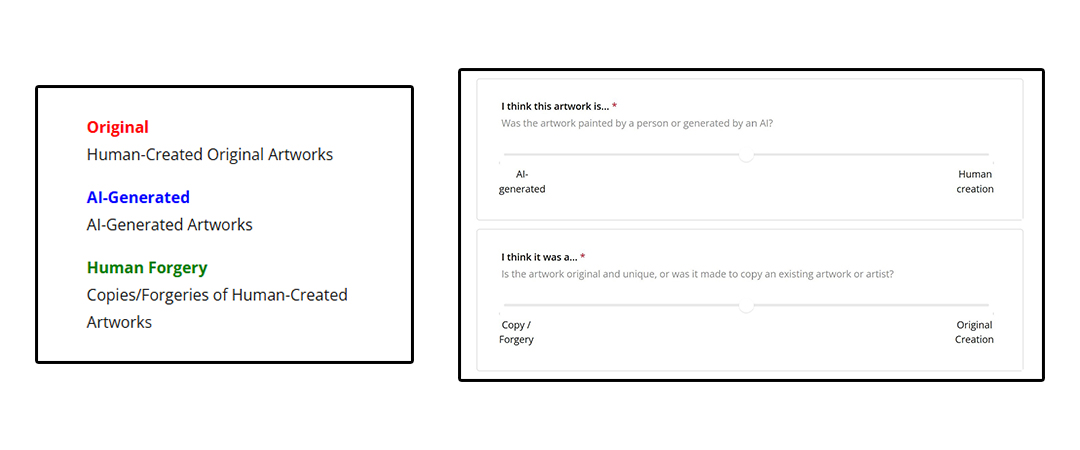 Original
Human-Created Original Artworks
AI-Generated
AI-Generated Artworks
Human Forgery
Copies/Forgeries of Human-Created
Artworks
I think this artwork is... *
Was the artwork painted by a person or generated by an AI?
AI-
generated
Human
creation
I think it was a... *
Is the artwork original and unique, or was it made to copy an existing artwork or artist?
Copy /
Forgery
Original
Creation